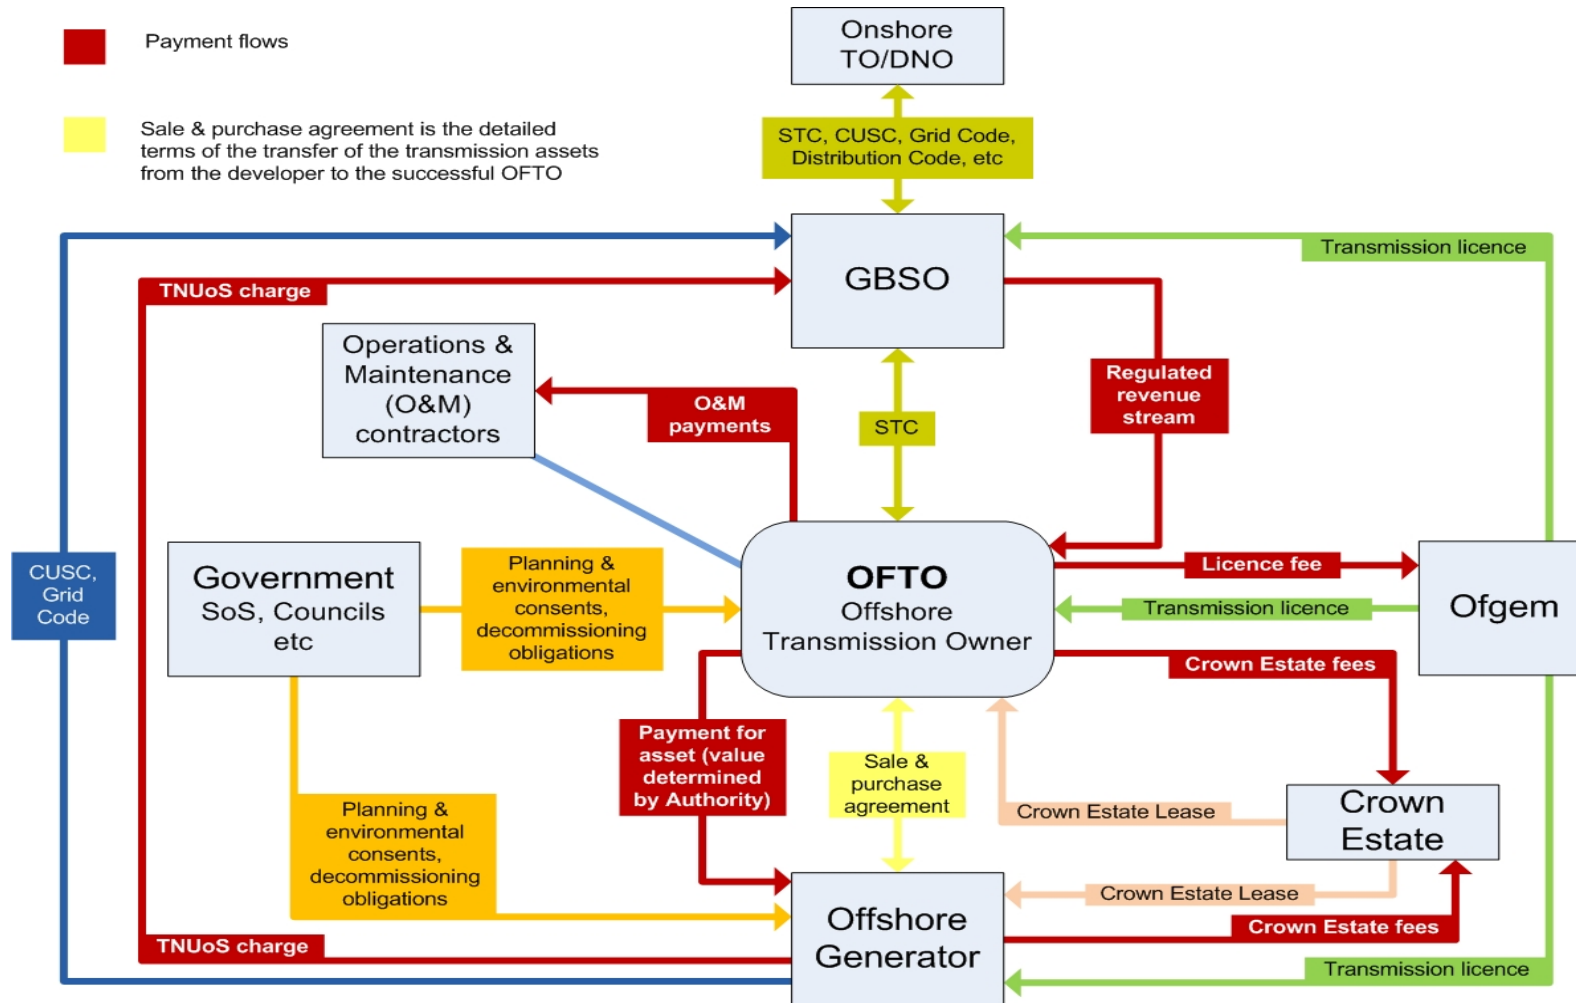 Payment flows
Sale & purchase agreement is the detailed
terms of the transfer of the transmission assets
from the developer to the successful OFTO
Onshore
TO/DNO
STC, CUSC, Grid Code,
Distribution Code, etc
Transmission licence
GBSO
TNUoS charge
Operations &
Maintenance
(O&M)
contractors
O&M
payments
STC
Regulated
revenue
stream
CUSC,
Grid
Code
Government
SoS, Councils
etc
Planning &
environmental
consents,
decommissioning
obligations
OFTO
Offshore
Transmission Owner
Licence fee
Transmission licence
Ofgem
Crown Estate fees
Payment for
asset (value
determined
by Authority)
Sale &
purchase
agreement
Crown Estate Lease
Crown
Estate
Planning &
environmental
consents,
decommissioning
obligations
Crown Estate Lease
Offshore
Generator
Crown Estate fees
TNUoS charge
Transmission licence